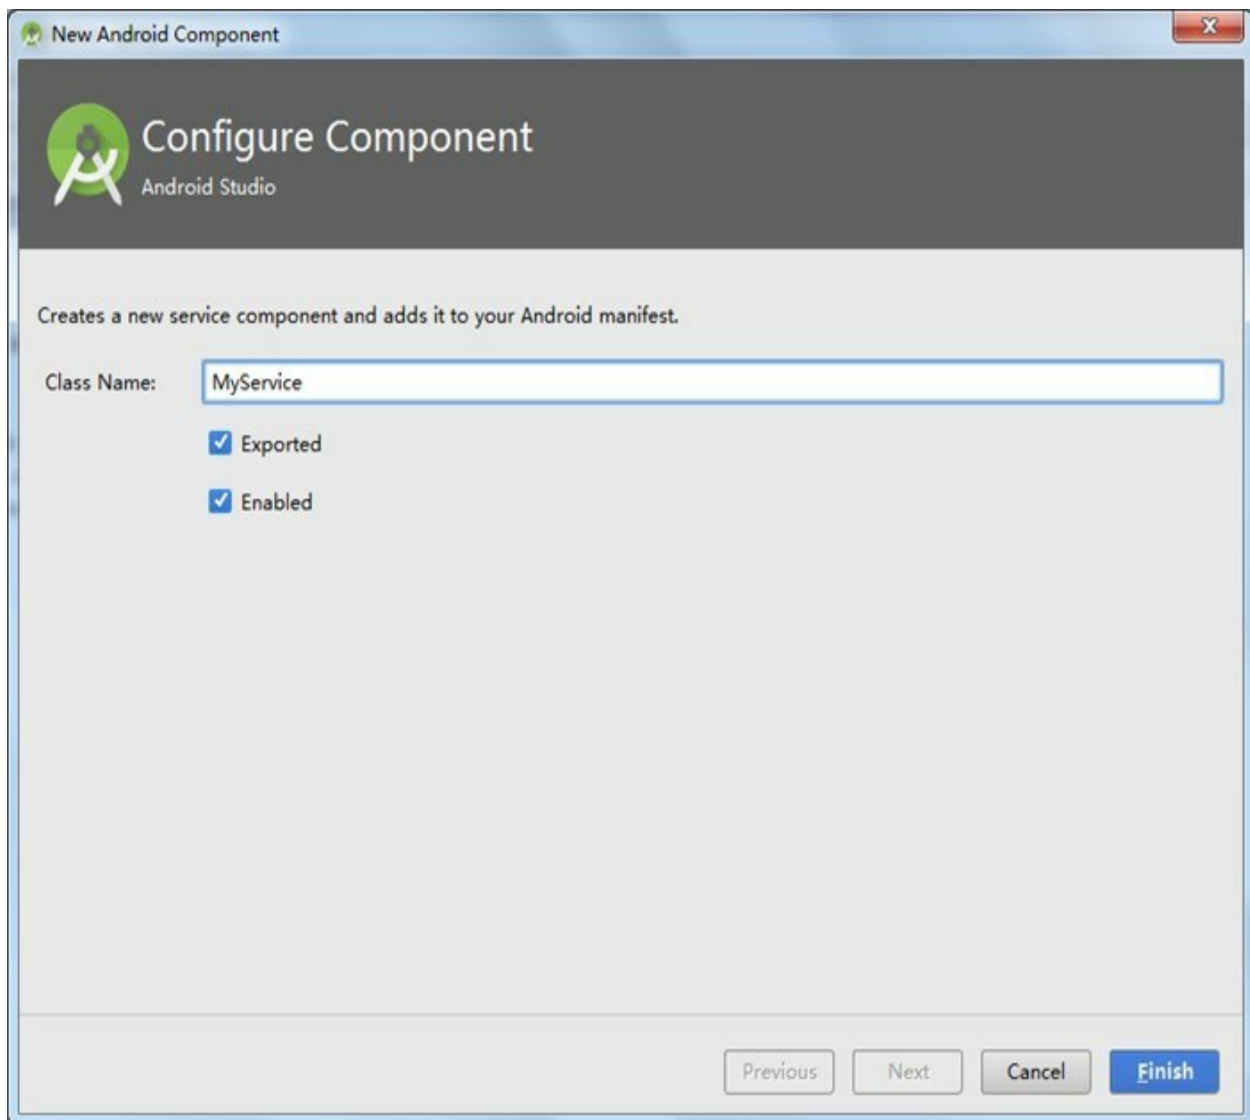 New Android Component
X
Configure Component
Android Studio
Creates a new service component and adds it to your Android manifest.
Class Name: MyService
Exported
Enabled
Previous Next Cancel Finish